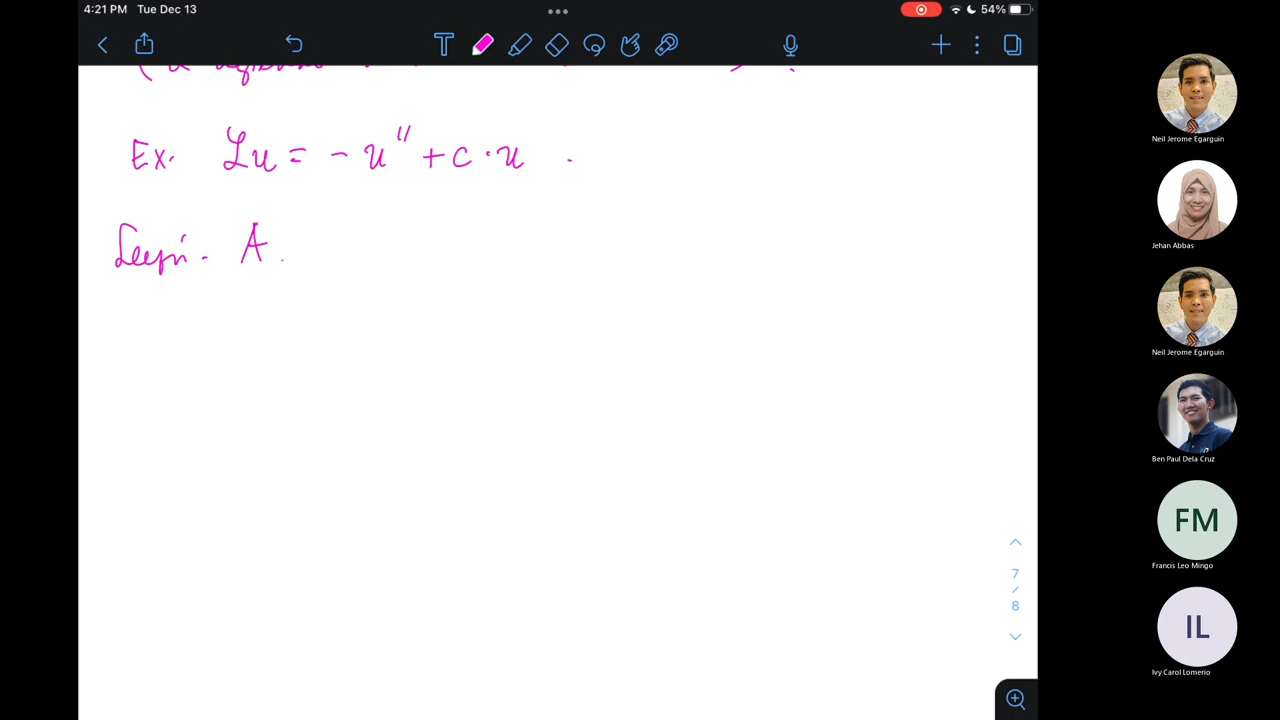 4:21 PM Tue Dec 13
54%
Ex. Lu = - u'' + c · u .
A
7
/
8
Neil Jerome Egarguin
Jehan Abbas
Neil Jerome Egarguin
Ben Paul Dela Cruz
FM
Francis Leo Mingo
IL
Ivy Carol Lomerio